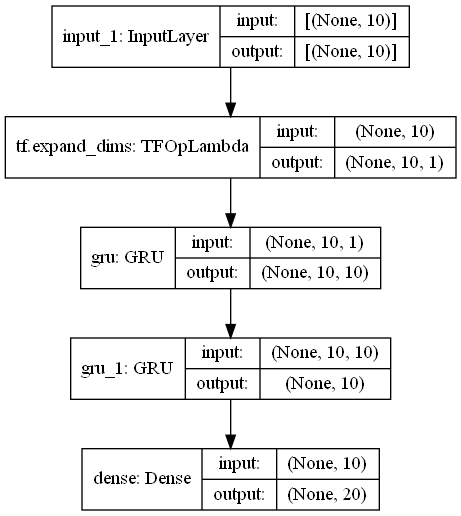 input_1: InputLayer
input:
[(None, 10)]
output:
[(None, 10)]
tf.expand_dims: TFOpLambda
input:
(None, 10)
output:
(None, 10, 1)
gru: GRU
input:
(None, 10, 1)
output:
(None, 10, 10)
gru_1: GRU
input:
(None, 10, 10)
output:
(None, 10)
dense: Dense
input:
(None, 10)
output:
(None, 20)